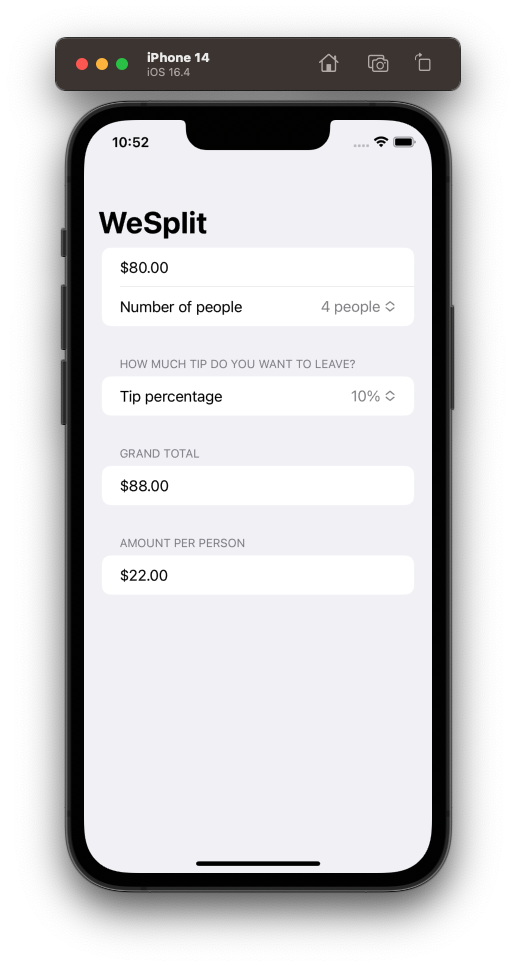 iPhone 14
iOS 16.4
10:52
WeSplit
$80.00
Number of people 4 people
HOW MUCH TIP DO YOU WANT TO LEAVE?
Tip percentage 10%
GRAND TOTAL
$88.00
AMOUNT PER PERSON
$22.00